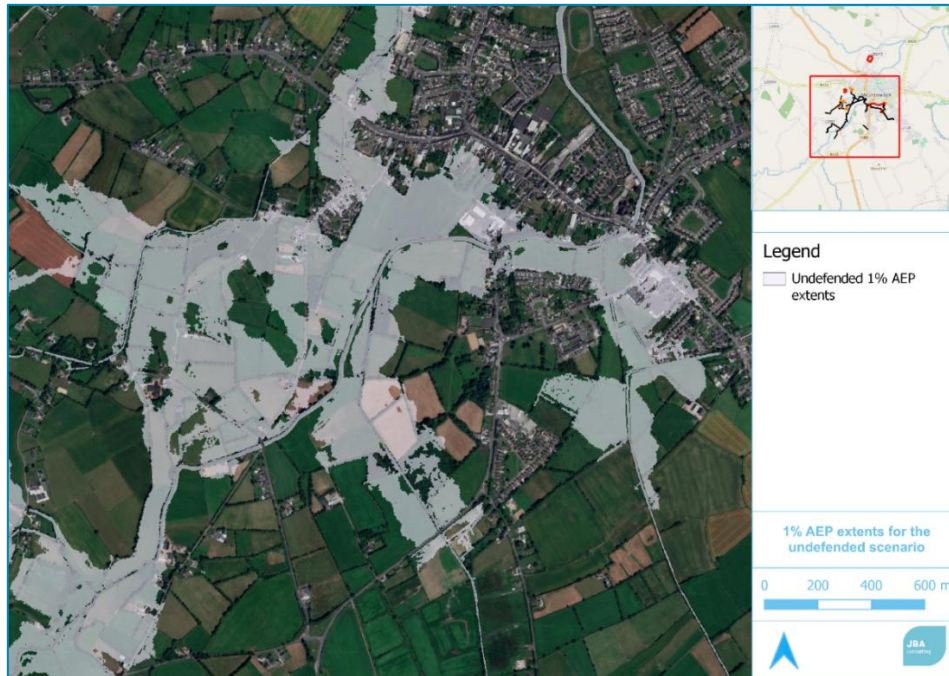 Legend
Undefended 1% AEP
extents
1% AEP extents for the
undefended scenario
0 200 400 600 m
JBA
consulting